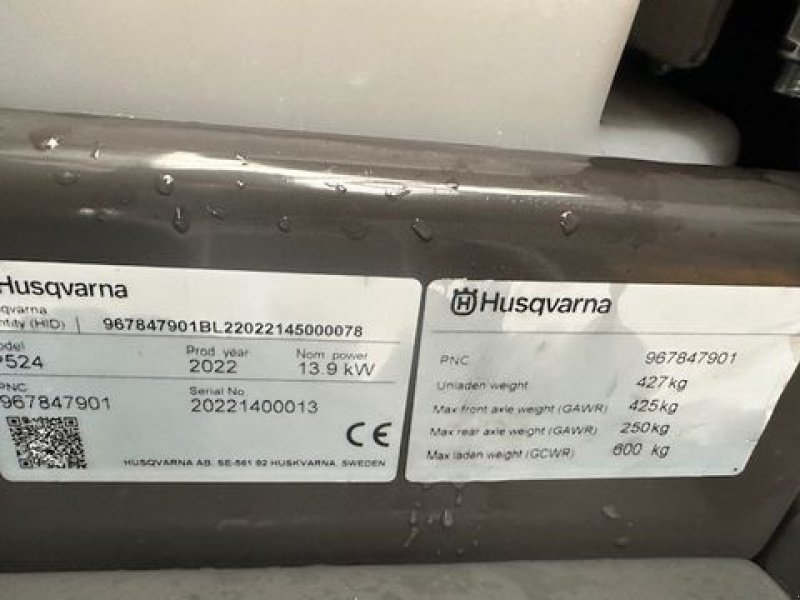 Husqvarna
qvarna
ntity (HID) 967847901BL22022145000078
odel Prod year Nom power
P524 2022 13.9 kW
PNC Serial No
967847901 20221400013
CE
HUSQVARNA AB, SE-561 82 HUSKVARNA, SWEDEN
Husqvarna
PNC 967847901
Unladen weight 427kg
Max front axle weight (GAWR) 425kg
Max rear axle weight (GAWR) 250kg
Max laden weight (GCWR) 600 kg